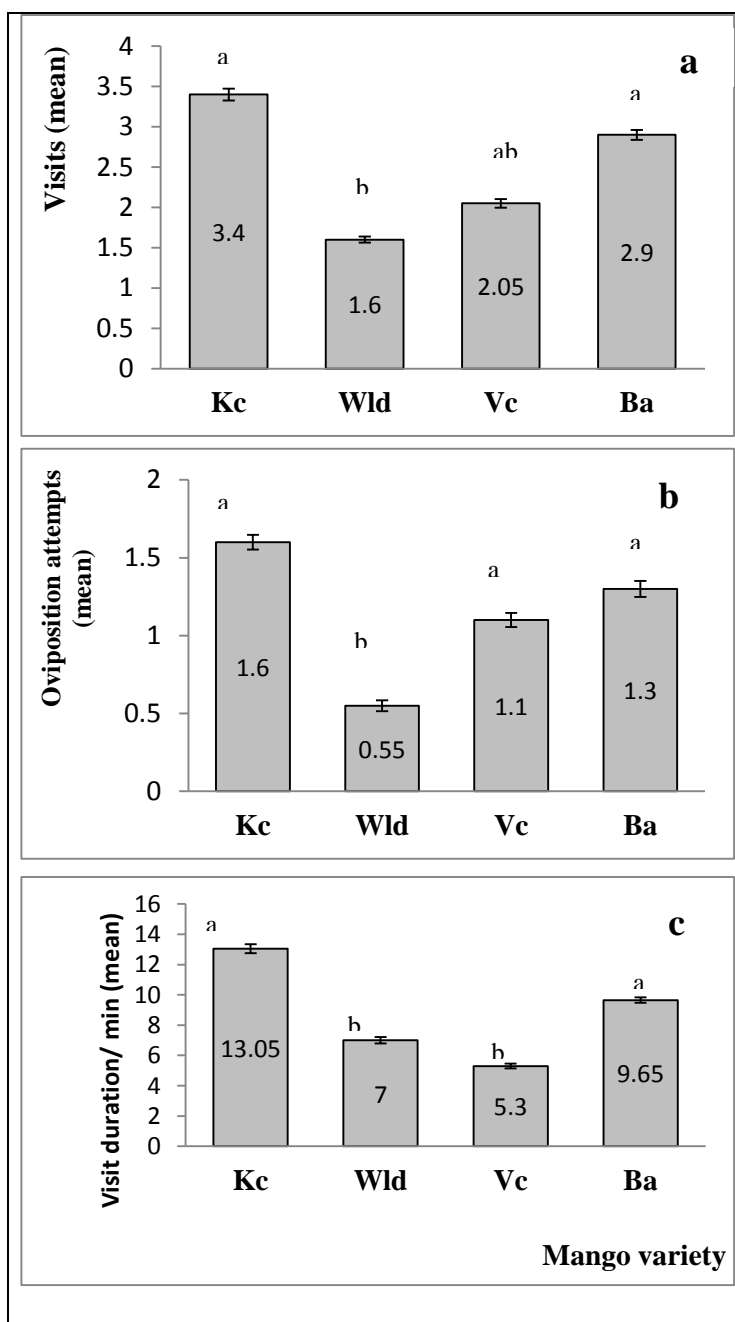 a
Visits (mean)
4
3.5
3
2.5
2
1.5
1
0.5
0
a
b
ab
a
3.4
1.6
2.05
2.9
Kc Wld Vc Ba
b
Oviposition attempts
(mean)
2
1.5
1
0.5
0
a
b
a
a
1.6
0.55
1.1
1.3
Kc Wld Vc Ba
c
Visit duration/ min (mean)
16
14
12
10
8
6
4
2
0
a
b
b
a
13.05
7
5.3
9.65
Kc Wld Vc Ba
Mango variety